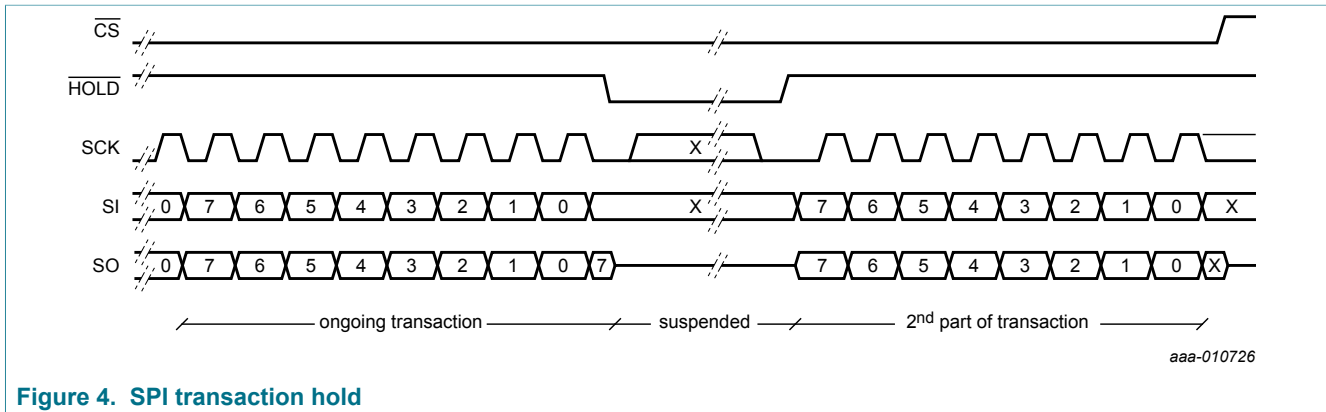 CS
HOLD
SCK X
SI 0 7 6 5 4 3 2 1 0 X 7 6 5 4 3 2 1 0 X
SO 0 7 6 5 4 3 2 1 0 7 7 6 5 4 3 2 1 0 X
ongoing transaction suspended 2nd part of transaction
aaa-010726
Figure 4. SPI transaction hold